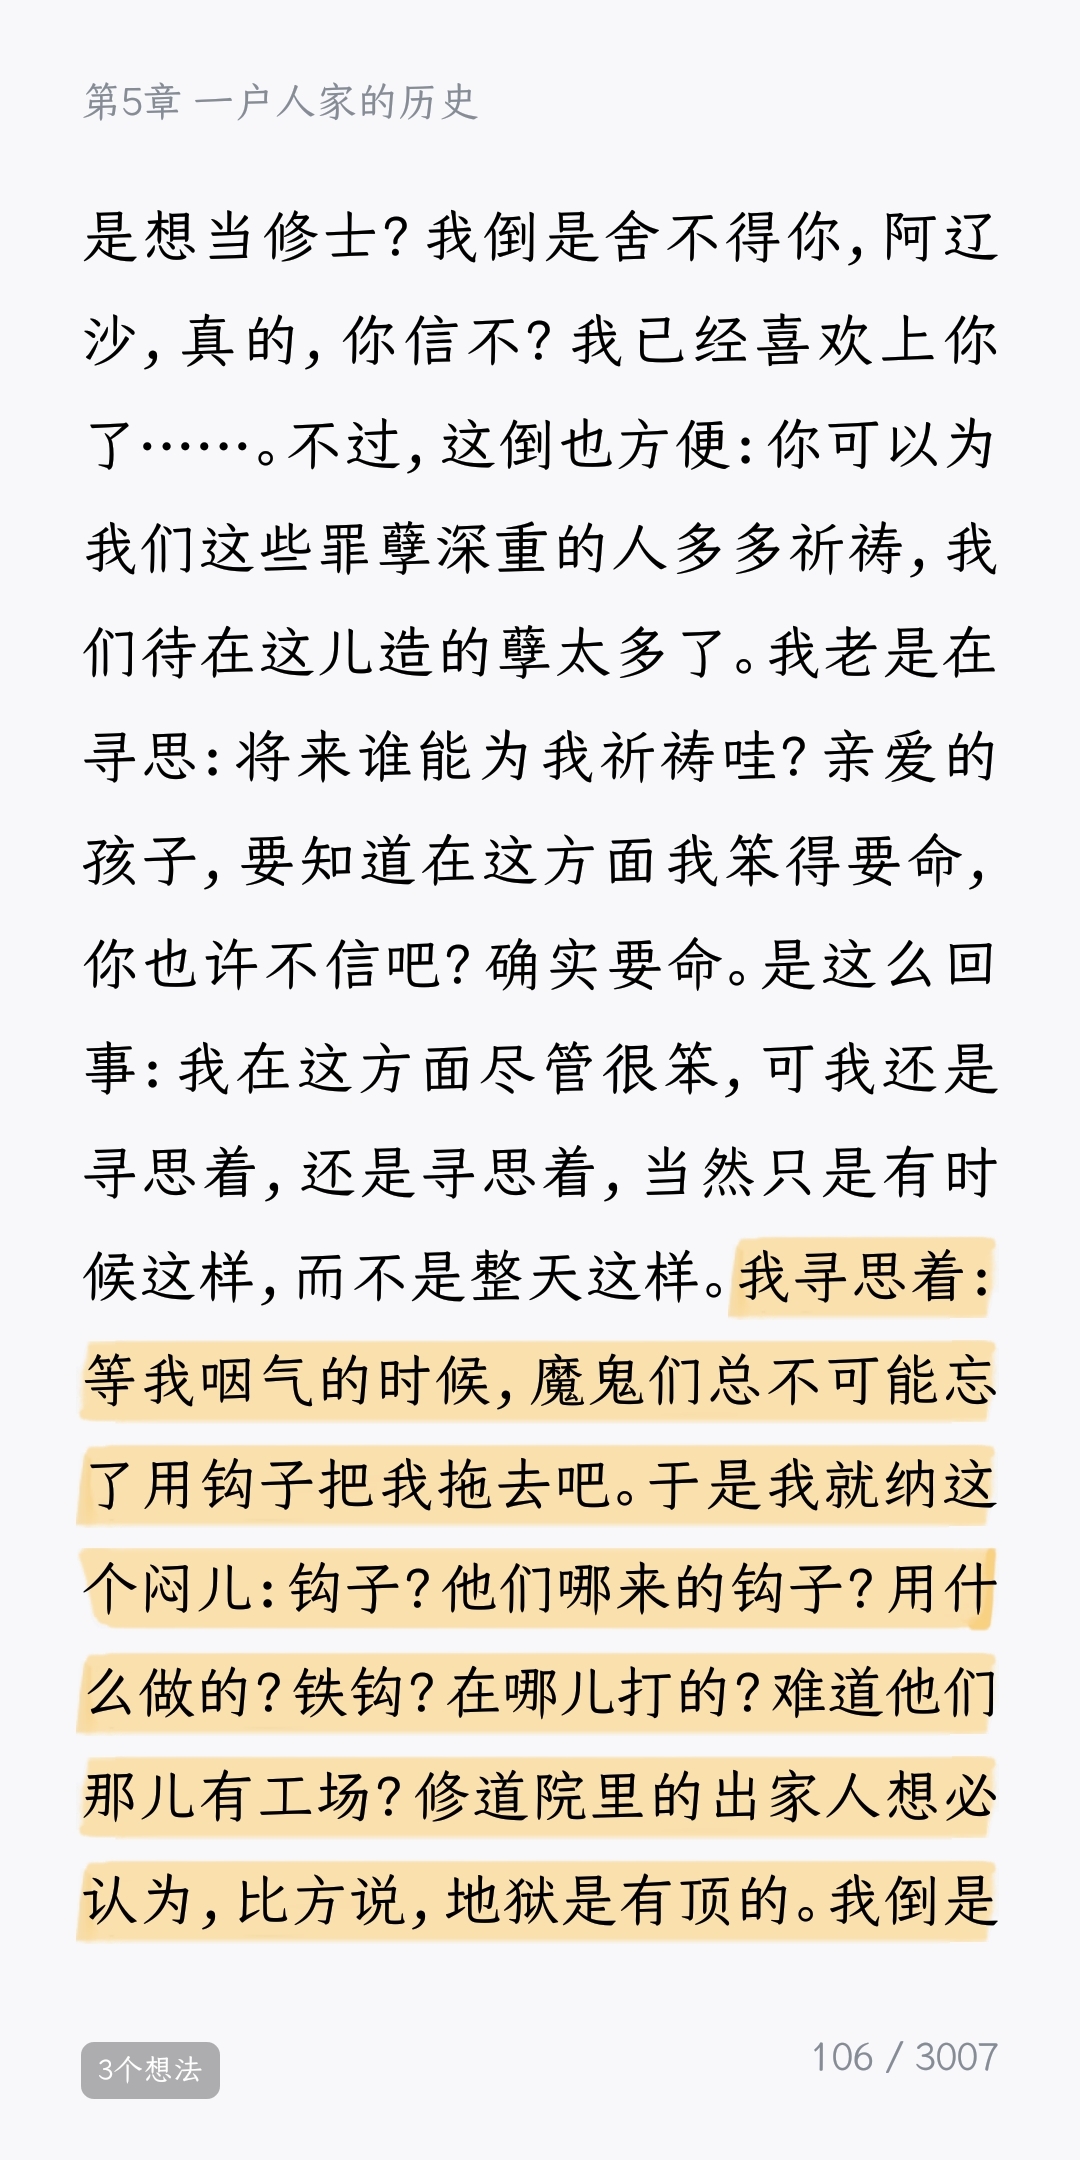 第5章 一户人家的历史
是想当修士？我倒是舍不得你，阿辽
沙，真的，你信不？我已经喜欢上你
了……。不过，这倒也方便：你可以为
我们这些罪孽深重的人多多祈祷，我
们待在这儿造的孽太多了。我老是在
寻思：将来谁能为我祈祷哇？亲爱的
孩子，要知道在这方面我笨得要命，
你也许不信吧？确实要命。是这么回
事：我在这方面尽管很笨，可我还是
寻思着，还是寻思着，当然只是有时
候这样，而不是整天这样。我寻思着：
等我咽气的时候，魔鬼们总不可能忘
了用钩子把我拖去吧。于是我就纳这
个闷儿：钩子？他们哪来的钩子？用什
么做的？铁钩？在哪儿打的？难道他们
那儿有工场？修道院里的出家人想必
认为，比方说，地狱是有顶的。我倒是
3个想法
106 / 3007